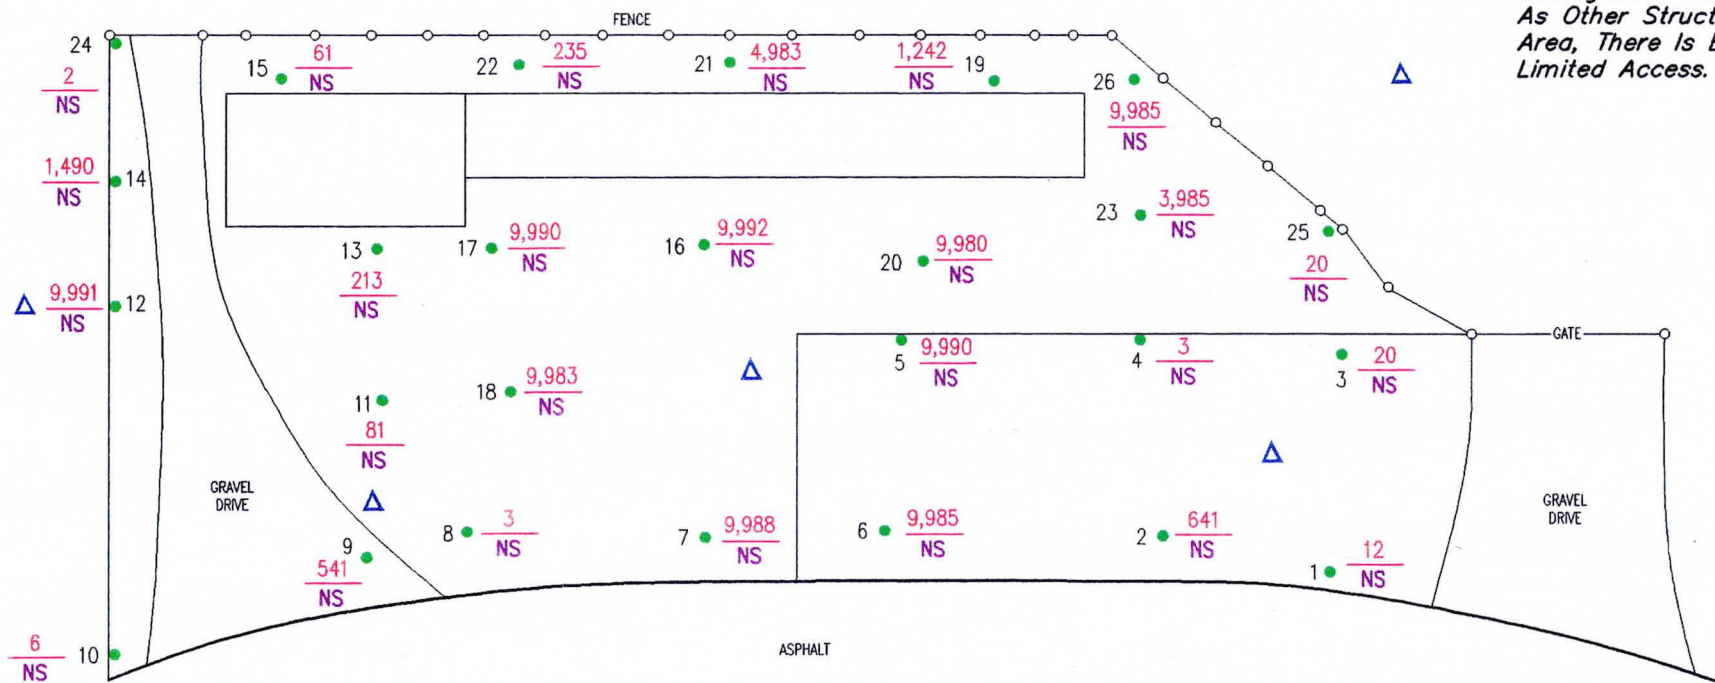 As Other Struct
Area, There Is
Limited Access.
FENCE
24
2
NS
15
61
NS
22
235
NS
21
4,983
NS
1,242
NS
19
26
9,985
NS
1,490
NS
14
23
3,985
NS
13
213
NS
17
9,990
NS
16
9,992
NS
20
9,980
NS
25
20
NS
9,991
NS
12
GATE
5
9,990
NS
4
3
NS
3
20
NS
18
9,983
NS
11
81
NS
GRAVEL
DRIVE
GRAVEL
DRIVE
9
541
NS
8
3
NS
7
9,988
NS
6
9,985
NS
2
641
NS
1
12
NS
6
NS
10
ASPHALT